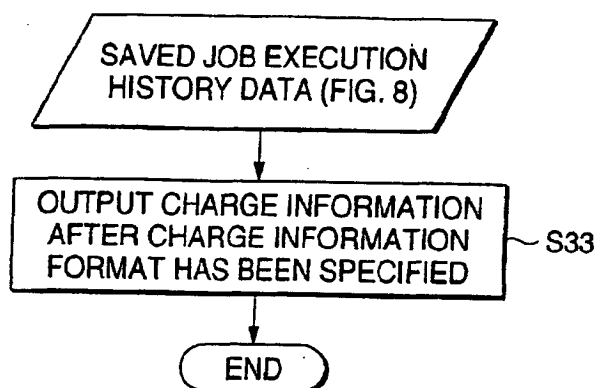 SAVED JOB EXECUTION
HISTORY DATA (FIG. 8)
OUTPUT CHARGE INFORMATION
AFTER CHARGE INFORMATION
FORMAT HAS BEEN SPECIFIED
S33
END